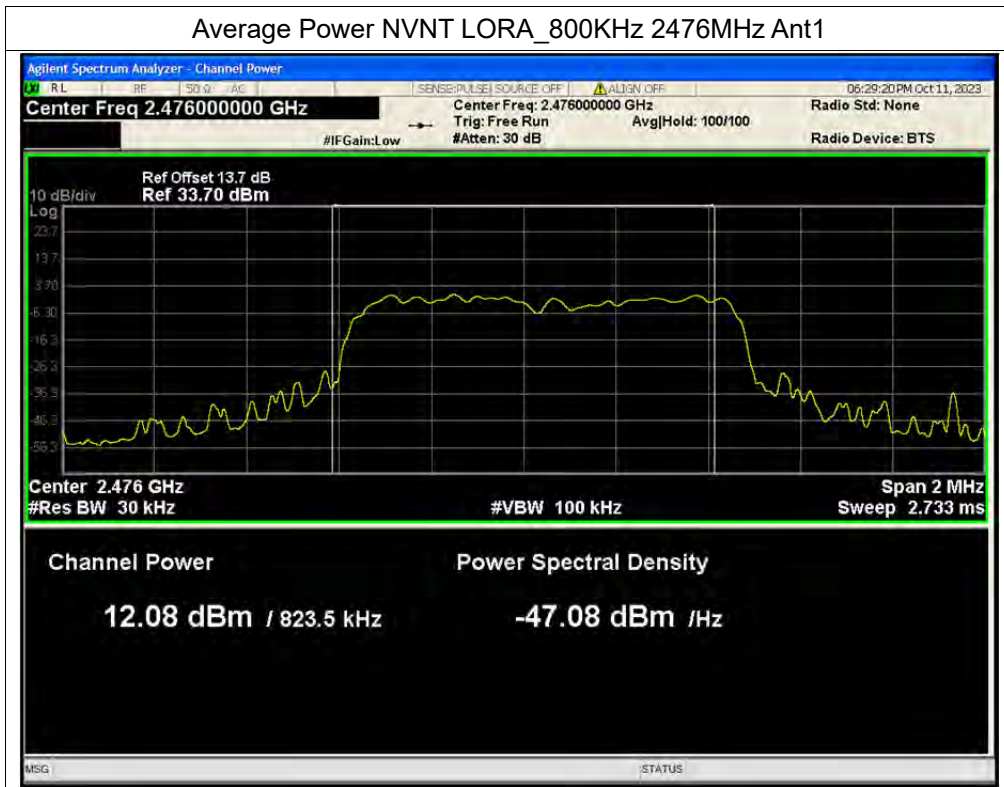 Average Power NVNT LORA_800KHz 2476MHz Ant1
Agilent Spectrum Analyzer - Channel Power
LXI RL RF 50 Ω AC SENSE:PULSE SOURCE OFF ALIGN OFF 06:29:20PM Oct 11, 2023
Center Freq 2.476000000 GHz Center Freq: 2.476000000 GHz Radio Std: None
Trig: Free Run Avg|Hold: 100/100
#IFGain:Low #Atten: 30 dB Radio Device: BTS
Ref Offset 13.7 dB
10 dB/div Ref 33.70 dBm
Log
23.7
13.7
3.70
-6.30
-16.3
-26.3
-36.3
-46.3
-56.3
Center 2.476 GHz Span 2 MHz
#Res BW 30 kHz #VBW 100 kHz Sweep 2.733 ms
Channel Power Power Spectral Density
12.08 dBm / 823.5 kHz -47.08 dBm /Hz
MSG STATUS